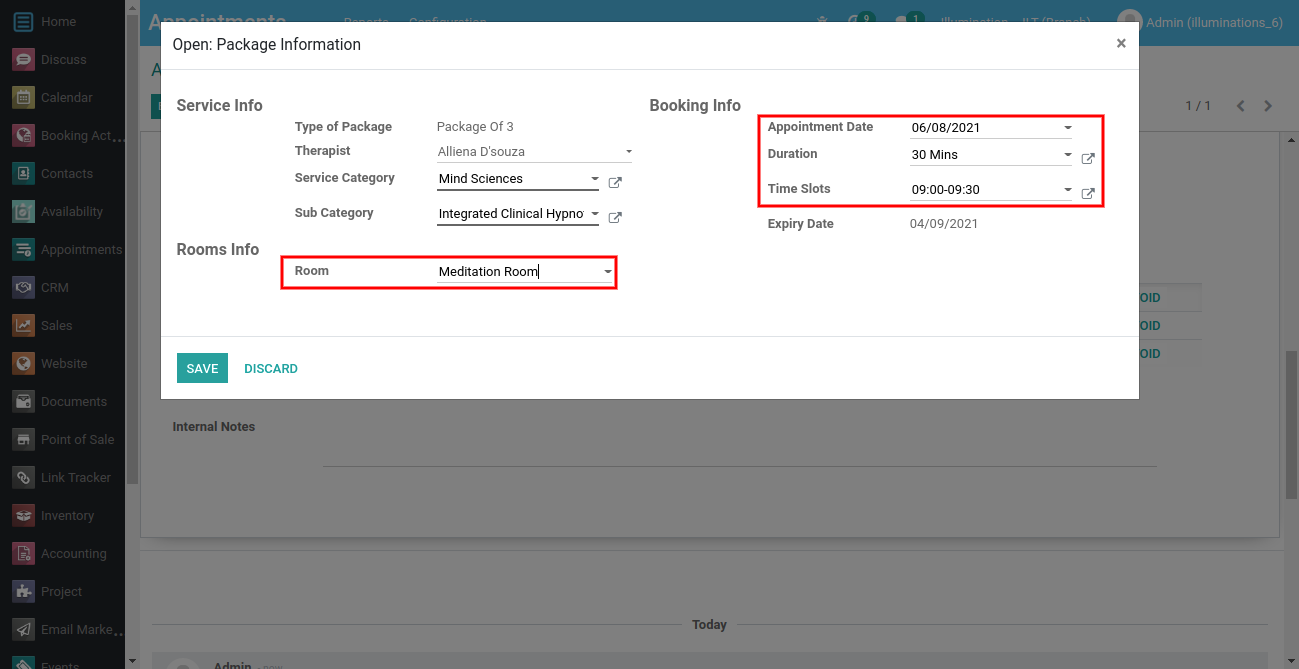 Home
Discuss
Calendar
Booking Act...
Contacts
Availability
Appointments
CRM
Sales
Website
Documents
Point of Sale
Link Tracker
Inventory
Accounting
Project
Email Marke...
Events
Appointments
Reports Configuration
9
1
Illumination - JLT (Branch)
Admin (illuminations_6)
1 / 1
Open: Package Information
×
Service Info
Type of Package Package Of 3
Therapist Alliena D'souza
Service Category Mind Sciences
Sub Category Integrated Clinical Hypno
Rooms Info
Room Meditation Room
Booking Info
Appointment Date 06/08/2021
Duration 30 Mins
Time Slots 09:00-09:30
Expiry Date 04/09/2021
SAVE DISCARD
OID
OID
OID
Internal Notes
Today
Admin - now